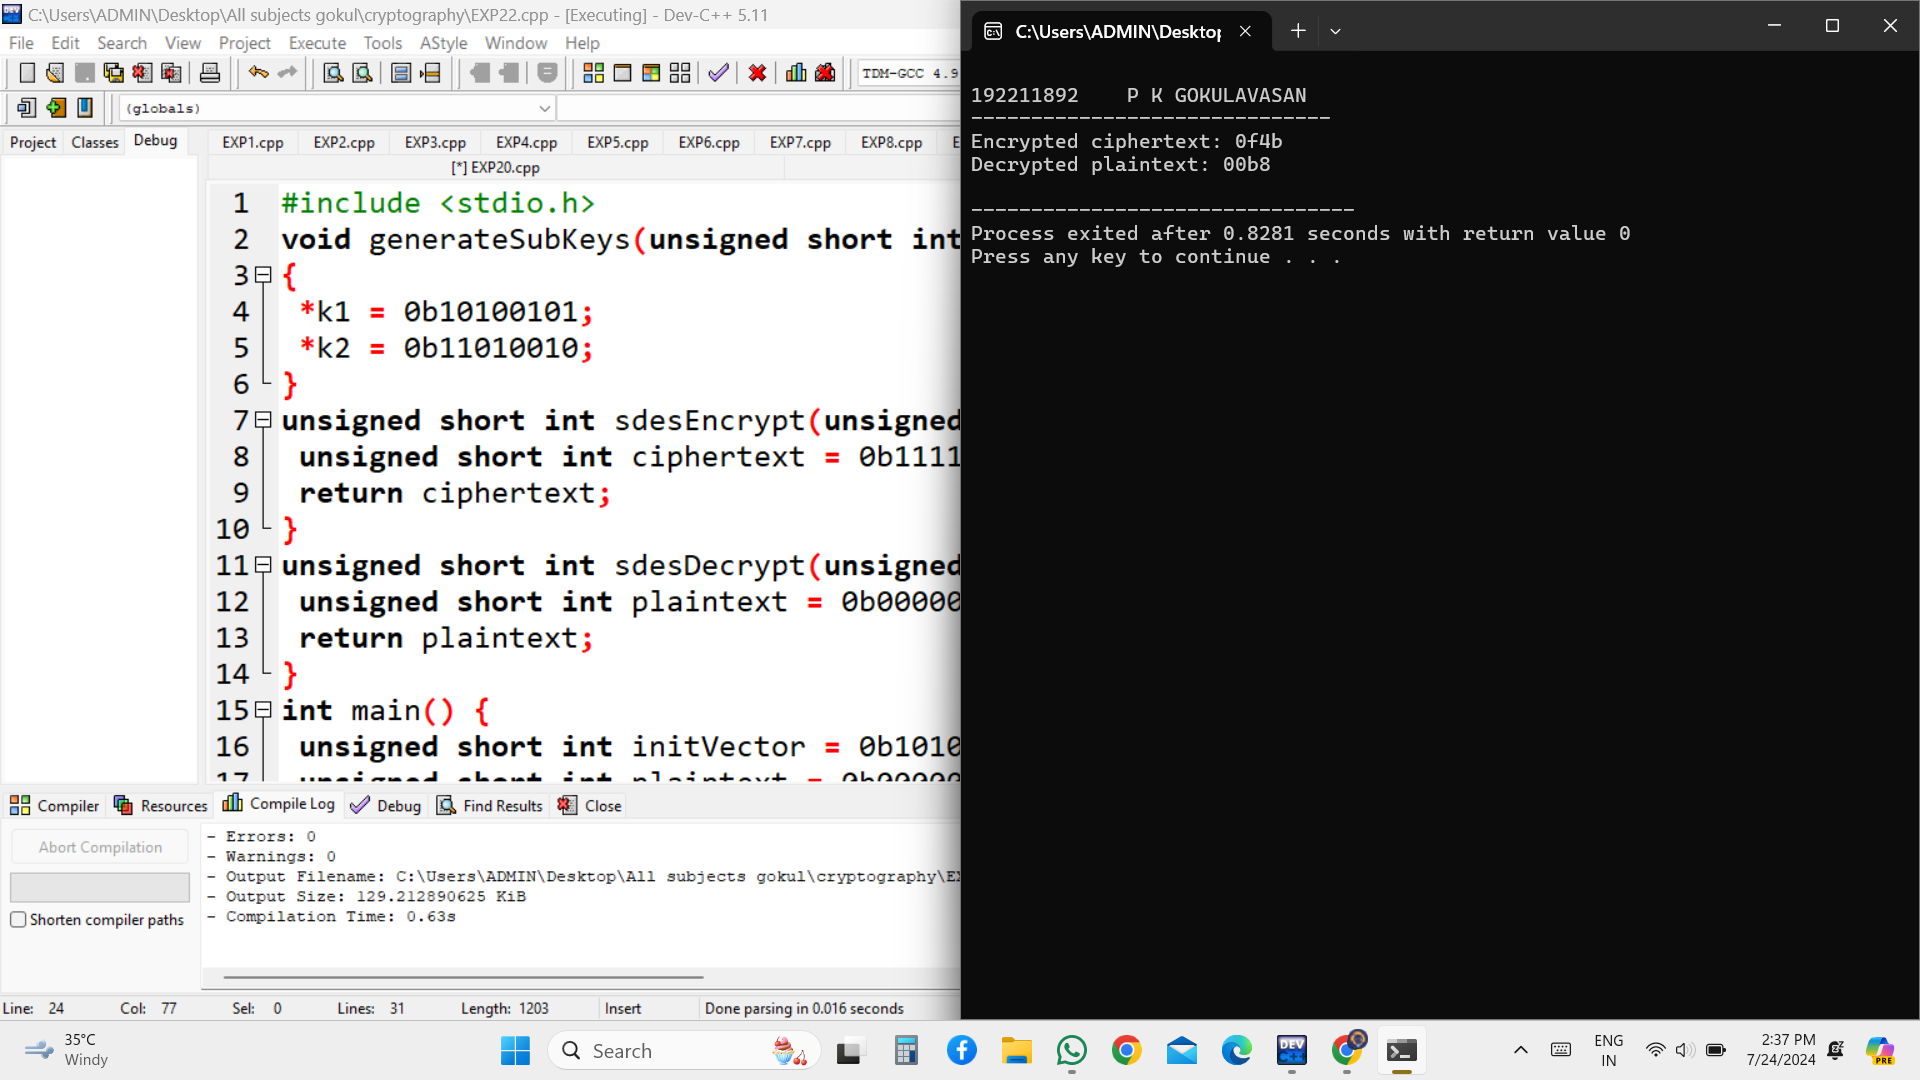 C:\Users\ADMIN\Desktop\All subjects gokul\cryptography\EXP22.cpp - [Executing] - Dev-C++ 5.11
File Edit Search View Project Execute Tools AStyle Window Help
TDM-GCC 4.9
(globals)
Project Classes Debug
EXP1.cpp EXP2.cpp EXP3.cpp EXP4.cpp EXP5.cpp EXP6.cpp EXP7.cpp EXP8.cpp E
[*] EXP20.cpp
1 #include <stdio.h>
2 void generateSubKeys(unsigned short int
3 {
4 *k1 = 0b10100101;
5 *k2 = 0b11010010;
6 }
7 unsigned short int sdesEncrypt(unsigned
8 unsigned short int ciphertext = 0b1111
9 return ciphertext;
10 }
11 unsigned short int sdesDecrypt(unsigned
12 unsigned short int plaintext = 0b00000
13 return plaintext;
14 }
15 int main() {
16 unsigned short int initVector = 0b1010
17 unsigned short int plaintext = 0b00000
Compiler Resources Compile Log Debug Find Results Close
Abort Compilation
Shorten compiler paths
- Errors: 0
- Warnings: 0
- Output Filename: C:\Users\ADMIN\Desktop\All subjects gokul\cryptography\EX
- Output Size: 129.212890625 KiB
- Compilation Time: 0.63s
Line: 24 Col: 77 Sel: 0 Lines: 31 Length: 1203 Insert Done parsing in 0.016 seconds
C:\Users\ADMIN\Desktop
192211892 P K GOKULAVASAN
------------------------------
Encrypted ciphertext: 0f4b
Decrypted plaintext: 00b8
--------------------------------
Process exited after 0.8281 seconds with return value 0
Press any key to continue . . .
35°C
Windy
Search
DEV
C++
ENG
IN
2:37 PM
7/24/2024
PRE